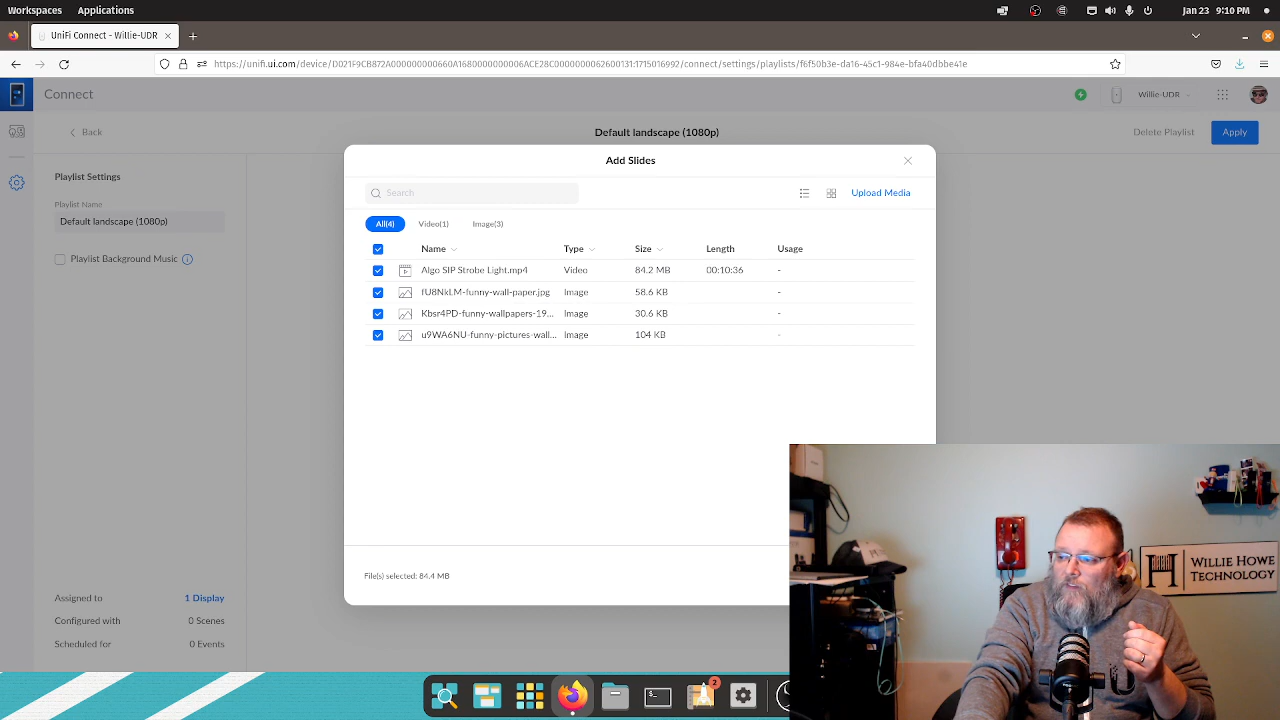 Workspaces Applications Jan 23 9:10 PM
UniFi Connect - Willie-UDR
https://unifi.ui.com/device/D021F9CB872A0000000000660A1680000000006ACE28C0000000062600131:1715016992/connect/settings/playlists/f6f50b3e-da16-45c1-984e-bfa40dbbe41e
Connect Willie-UDR
Back Default landscape (1080p) Delete Playlist Apply
Playlist Settings
Playlist Name
Default landscape (1080p)
Playlist Background Music
Assigned to 1 Display
Configured with 0 Scenes
Scheduled for 0 Events
Add Slides
Search Upload Media
All(4) Video(1) Image(3)
Name Type Size Length Usage
Algo SIP Strobe Light.mp4 Video 84.2 MB 00:10:36 -
fU8NkLM-funny-wall-paper.jpg Image 58.6 KB -
Kbsr4PD-funny-wallpapers-19... Image 30.6 KB -
u9WA6NU-funny-pictures-wall... Image 104 KB -
File(s) selected: 84.4 MB
WILLIE HOWE
TECHNOLOGY
2